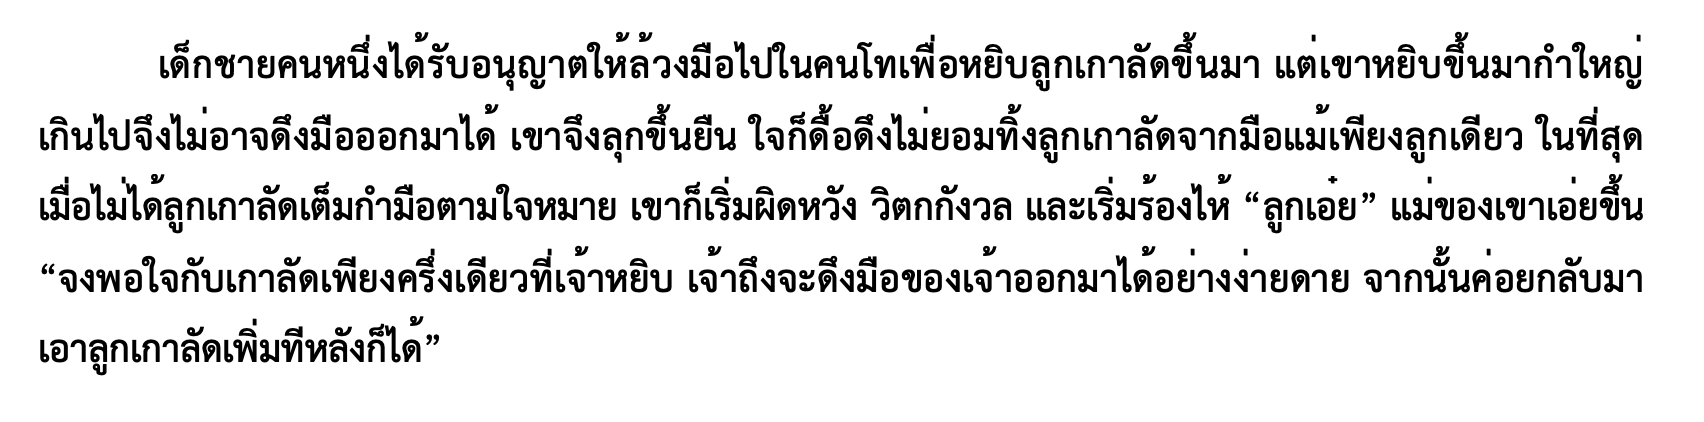 เด็กชายคนหนึ่งได้รับอนุญาตให้ล้วงมือไปในคนโทเพื่อหยิบลูกเกาลัดขึ้นมา แต่เขาหยิบขึ้นมากำใหญ่
เกินไปจึงไม่อาจดึงมือออกมาได้ เขาจึงลุกขึ้นยืน ใจก็ดื้อดึงไม่ยอมทิ้งลูกเกาลัดจากมือแม้เพียงลูกเดียว ในที่สุด
เมื่อไม่ได้ลูกเกาลัดเต็มกำมือตามใจหมาย เขาก็เริ่มผิดหวัง วิตกกังวล และเริ่มร้องไห้ “ลูกเอ๋ย” แม่ของเขาเอ่ยขึ้น
“จงพอใจกับเกาลัดเพียงครึ่งเดียวที่เจ้าหยิบ เจ้าถึงจะดึงมือของเจ้าออกมาได้อย่างง่ายดาย จากนั้นค่อยกลับมา
เอาลูกเกาลัดเพิ่มทีหลังก็ได้”